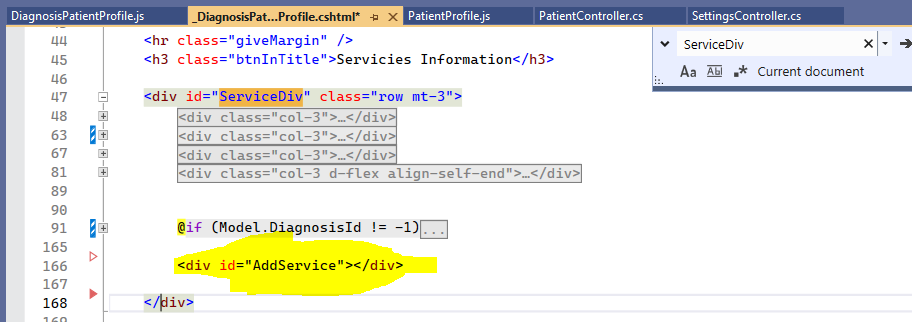 DiagnosisPatientProfile.js
_DiagnosisPat...Profile.cshtml*
PatientProfile.js
PatientController.cs
SettingsController.cs
ServiceDiv
Aa Ab .* Current document
44 <hr class="giveMargin" />
45 <h3 class="btnInTitle">Servicies Information</h3>
46
47 <div id="ServiceDiv" class="row mt-3">
48 <div class="col-3">…</div>
63 <div class="col-3">…</div>
67 <div class="col-3">…</div>
81 <div class="col-3 d-flex align-self-end">…</div>
89
90
91 @if (Model.DiagnosisId != -1)...
165
166 <div id="AddService"></div>
167
168 </div>
169